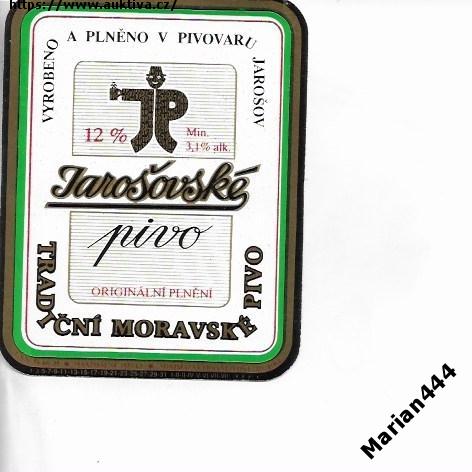 https://www.auktiva.cz/
VYROBENO A PLNĚNO V PIVOVARU JAROŠOV
JP
12 %
Min.
3,1% alk.
Jarošovské
pivo
ORIGINÁLNÍ PLNĚNÍ
TRADIČNÍ MORAVSKÉ PIVO
Marian444